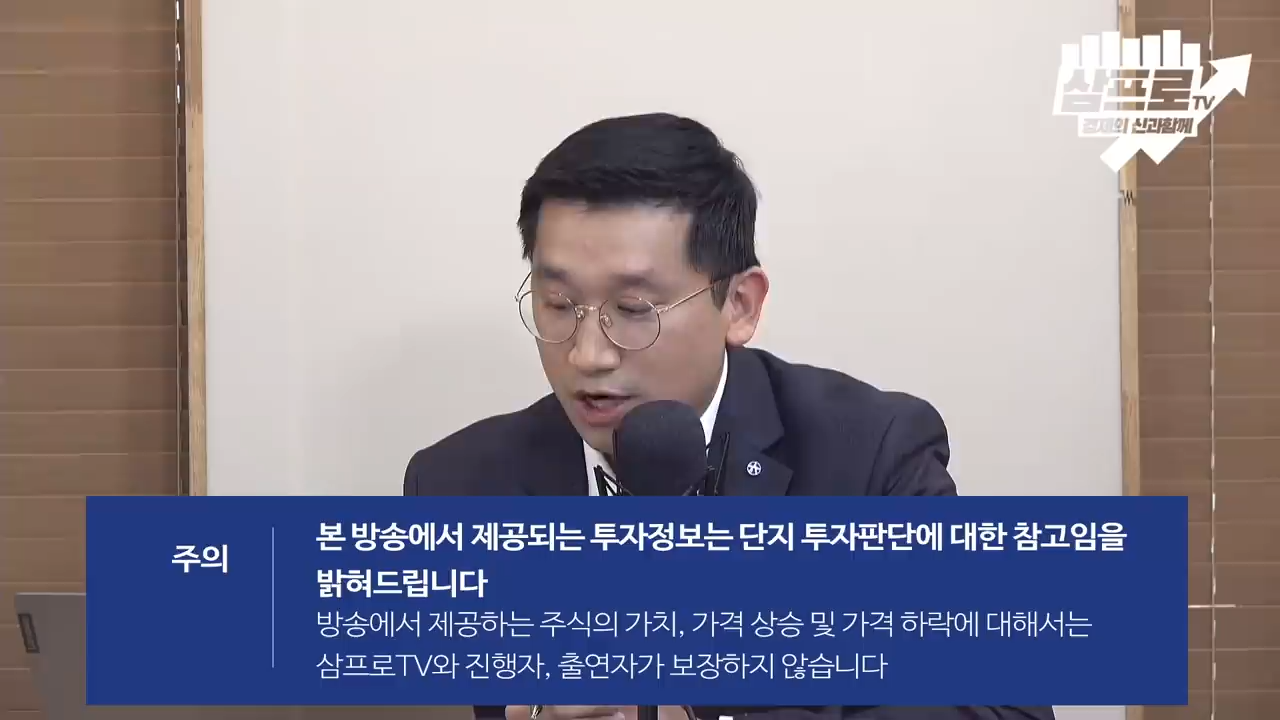 삼프로TV
경제의 신과함께
주의
본 방송에서 제공되는 투자정보는 단지 투자판단에 대한 참고임을
밝혀드립니다
방송에서 제공하는 주식의 가치, 가격 상승 및 가격 하락에 대해서는
삼프로TV와 진행자, 출연자가 보장하지 않습니다